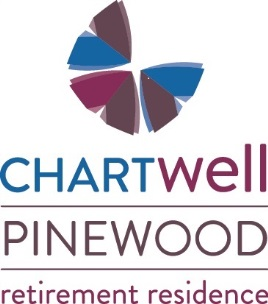 CHARTwell
PINEWOOD
retirement residence